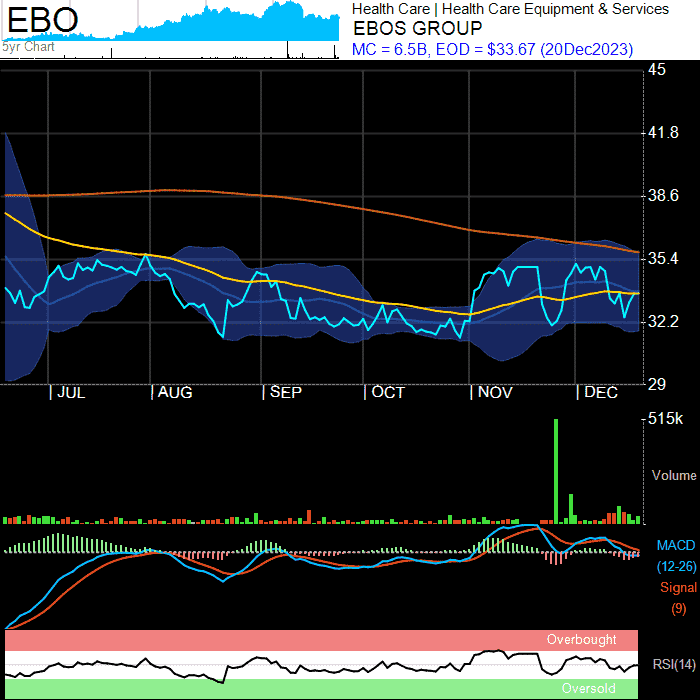 EBO
5yr Chart
Health Care | Health Care Equipment & Services
EBOS GROUP
MC = 6.5B, EOD = $33.67 (20Dec2023)
45
41.8
38.6
35.4
32.2
29
| JUL | AUG | SEP | OCT | NOV | DEC
515k
Volume
MACD
(12-26)
Signal
(9)
Overbought
RSI(14)
Oversold